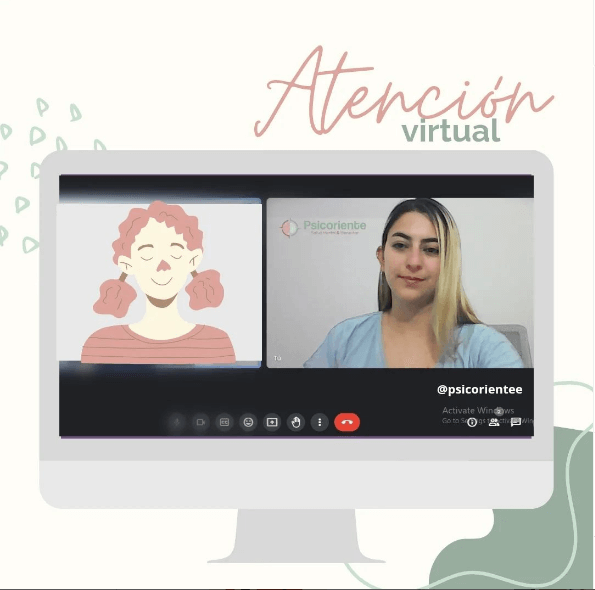 Atención
virtual
Psicoriente
@psicorientee
Activate Windows